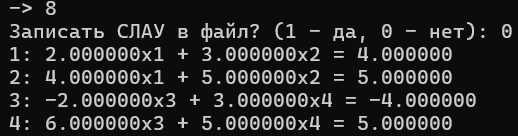 -> 8
Записать СЛАУ в файл? (1 - да, 0 - нет): 0
1: 2.000000x1 + 3.000000x2 = 4.000000
2: 4.000000x1 + 5.000000x2 = 5.000000
3: -2.000000x3 + 3.000000x4 = -4.000000
4: 6.000000x3 + 5.000000x4 = 5.000000